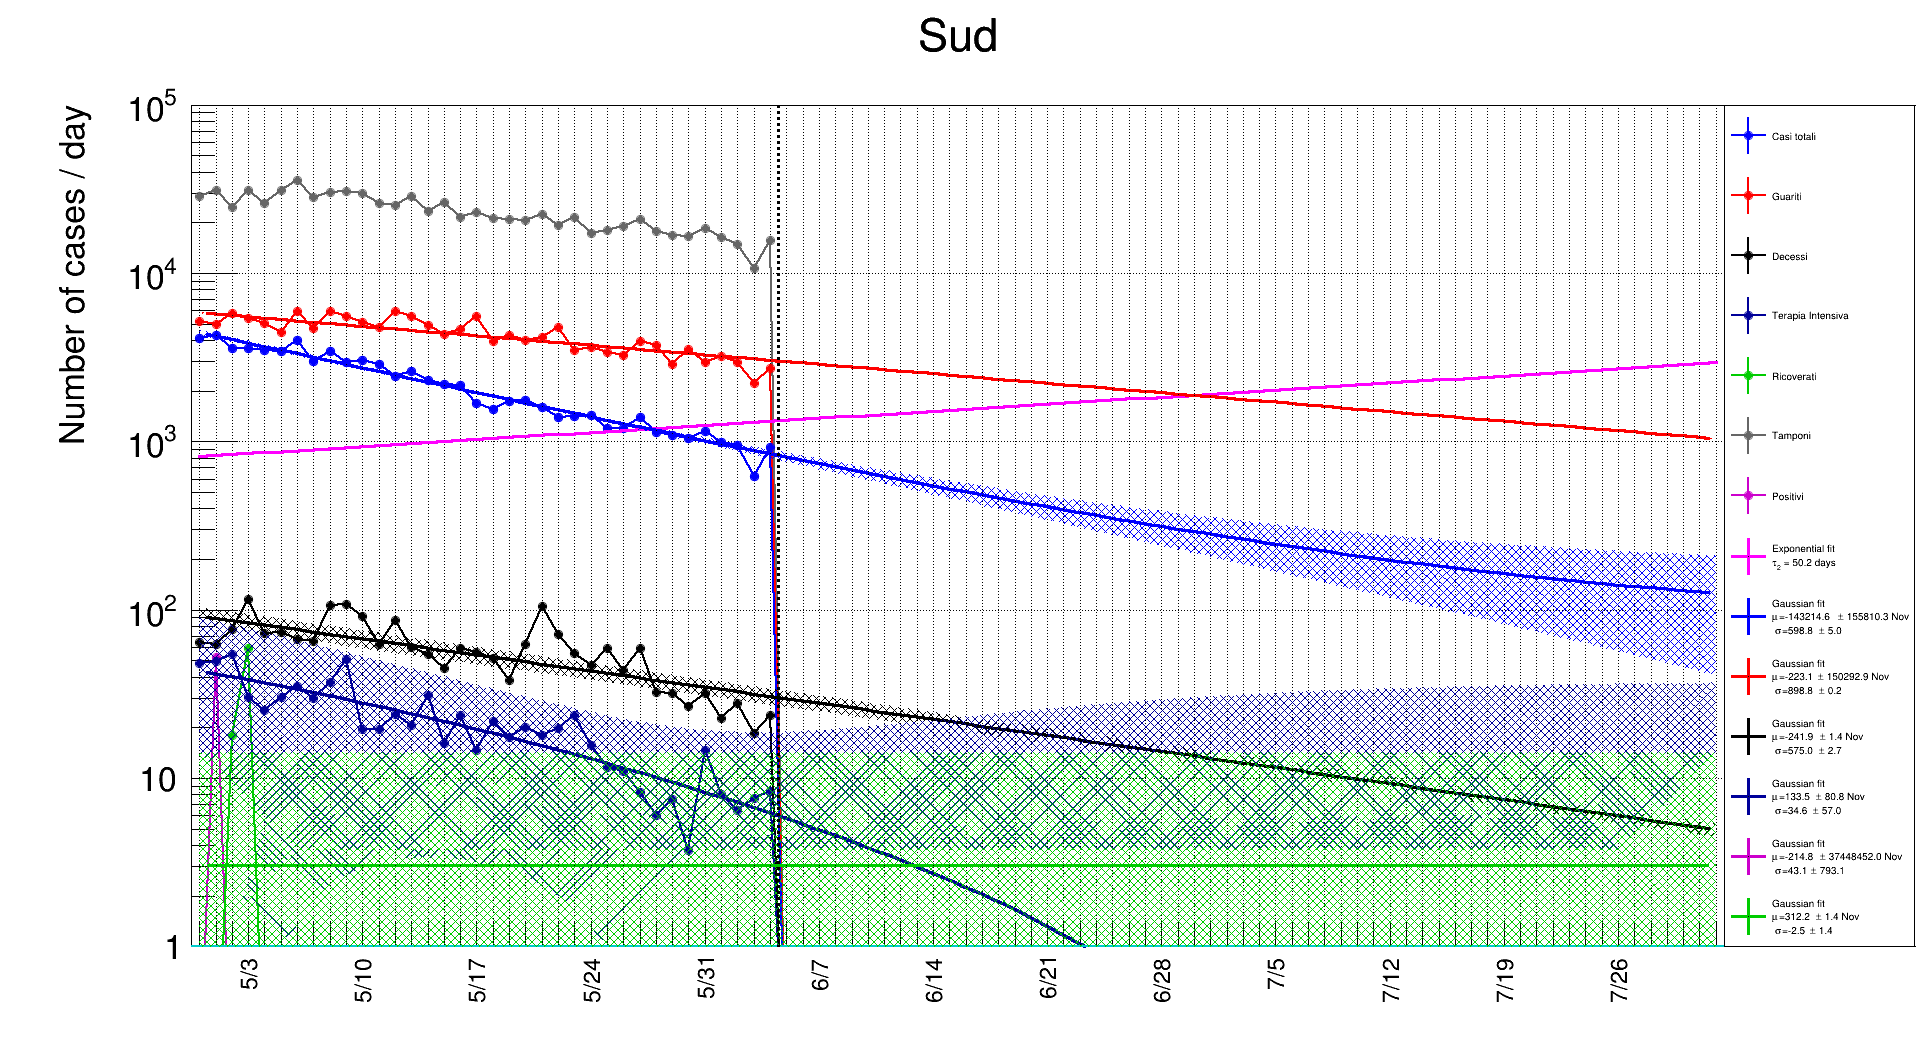 Sud
Number of cases / day
10^5
10^4
10^3
10^2
10
1
5/3
5/10
5/17
5/24
5/31
6/7
6/14
6/21
6/28
7/5
7/12
7/19
7/26
Casi totali
Guariti
Decessi
Terapia Intensiva
Ricoverati
Tamponi
Positivi
Exponential fit
τ₂ = 50.2 days
Gaussian fit
μ=-143214.6 ± 155810.3 Nov
σ=598.8 ± 5.0
Gaussian fit
μ=-223.1 ± 150292.9 Nov
σ=898.8 ± 0.2
Gaussian fit
μ=-241.9 ± 1.4 Nov
σ=575.0 ± 2.7
Gaussian fit
μ=133.5 ± 80.8 Nov
σ=34.6 ± 57.0
Gaussian fit
μ=-214.8 ± 37448452.0 Nov
σ=43.1 ± 793.1
Gaussian fit
μ=312.2 ± 1.4 Nov
σ=-2.5 ± 1.4